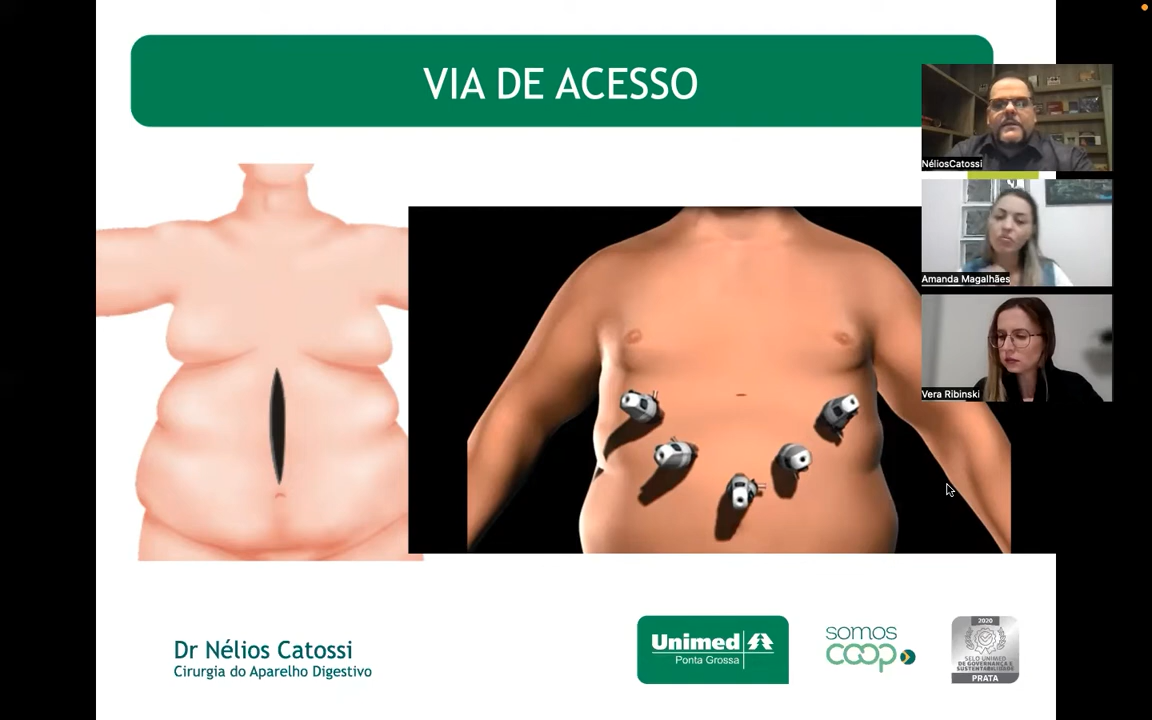 VIA DE ACESSO
NéliosCatossi
Amanda Magalhães
Vera Ribinski
Dr Nélios Catossi
Cirurgia do Aparelho Digestivo
Unimed
Ponta Grossa
somos
coop
2020
SELO UNIMED
DE GOVERNANÇA E
SUSTENTABILIDADE
PRATA